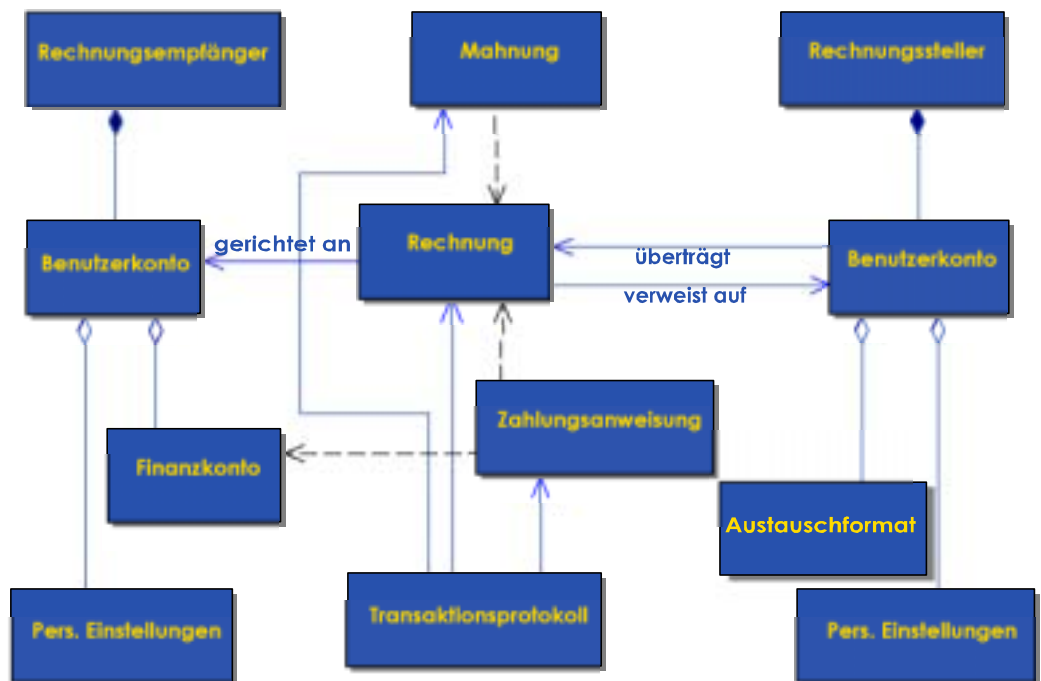 Rechnungsempfänger
Mahnung
Rechnungssteller
gerichtet an
Rechnung
Benutzerkonto
überträgt
Benutzerkonto
verweist auf
Zahlungsanweisung
Finanzkonto
Austauschformat
Transaktionsprotokoll
Pers. Einstellungen
Pers. Einstellungen